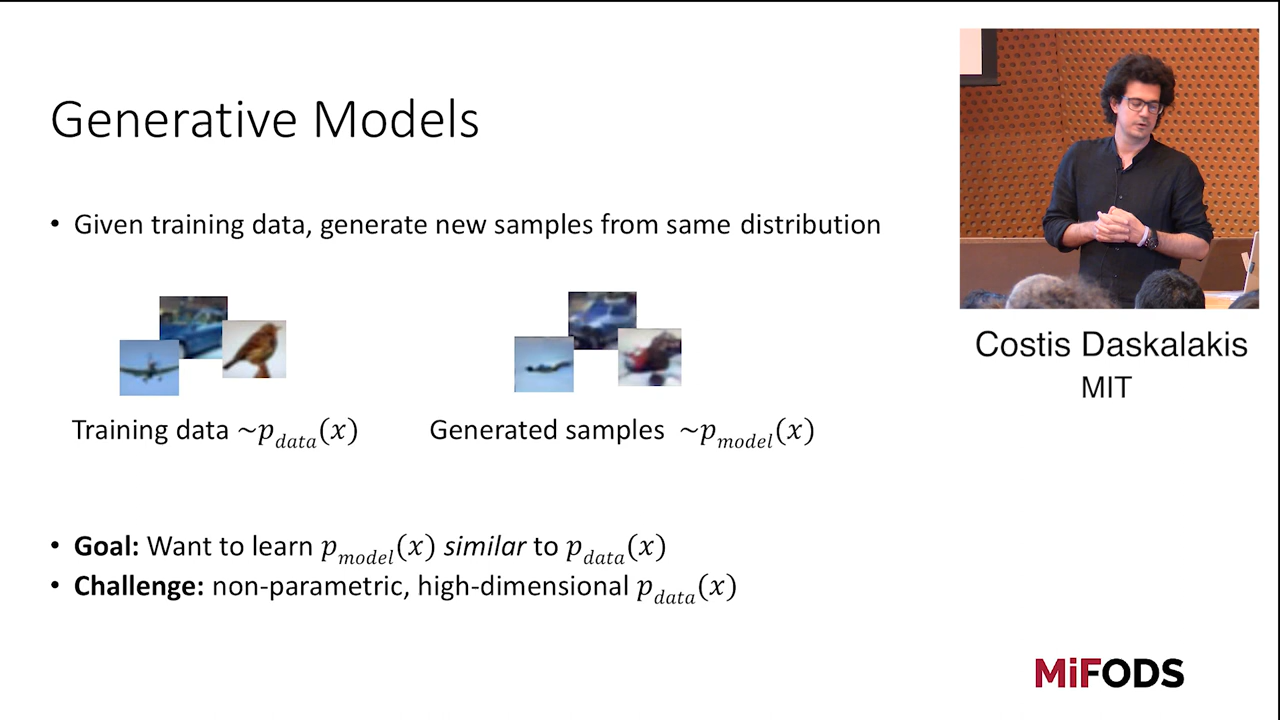 Generative Models
• Given training data, generate new samples from same distribution
Training data ~p_data(x)
Generated samples ~p_model(x)
• Goal: Want to learn p_model(x) similar to p_data(x)
• Challenge: non-parametric, high-dimensional p_data(x)
Costis Daskalakis
MIT
MiFODS